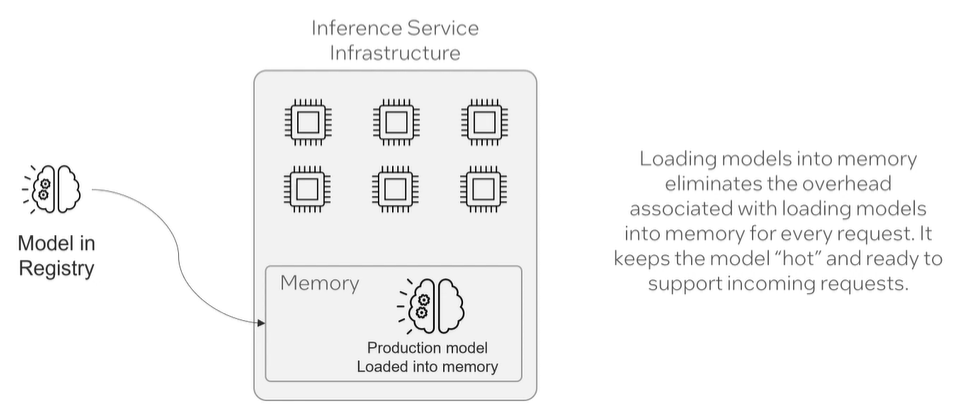 Inference Service
Infrastructure
Model in
Registry
Memory
Production model
Loaded into memory
Loading models into memory
eliminates the overhead
associated with loading models
into memory for every request. It
keeps the model “hot” and ready to
support incoming requests.